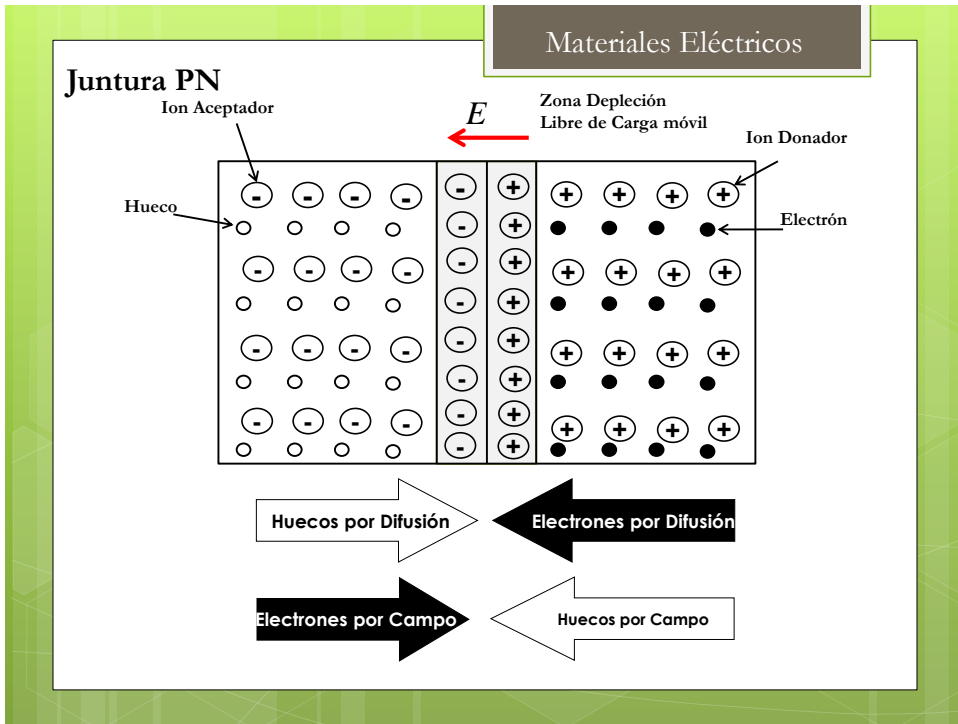 Materiales Eléctricos
Juntura PN
Ion Aceptador
E
Zona Depleción
Libre de Carga móvil
Ion Donador
Hueco
Electrón
- - - - - + + + + +
- +
- - - - - + + + + +
- +
- - - - - + + + + +
- +
- - - - - + + + + +
- +
Huecos por Difusión
Electrones por Difusión
Electrones por Campo
Huecos por Campo